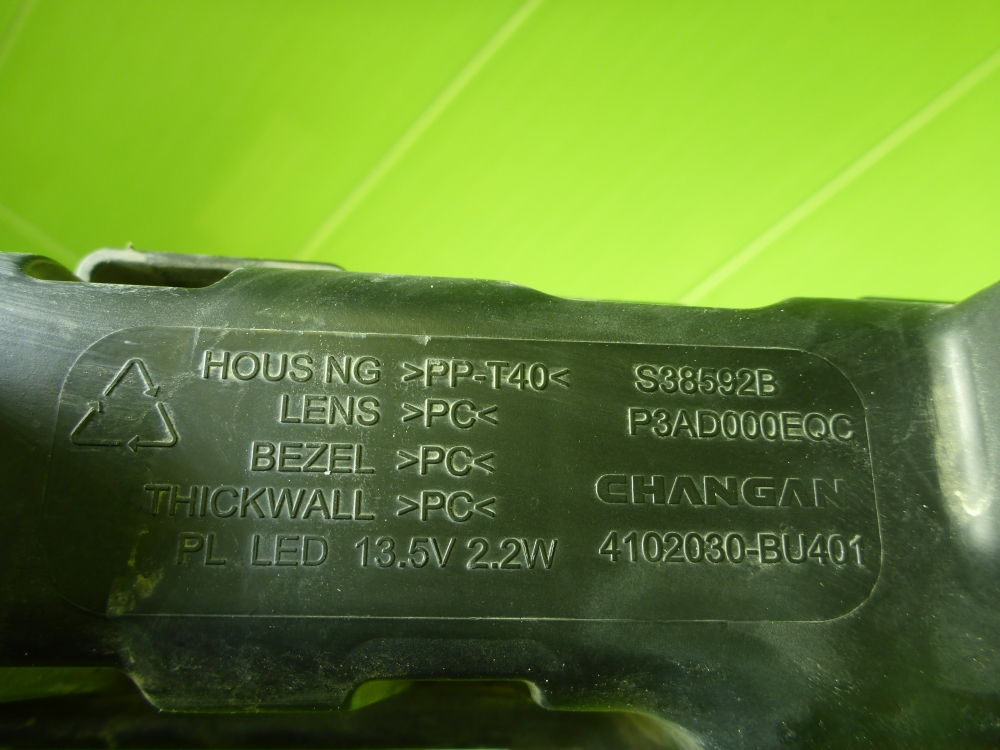 HOUS NG >PP-T40<
LENS >PC<
BEZEL >PC<
THICKWALL >PC<
PL LED 13.5V 2.2W
S38592B
P3AD000EQC
CHANGAN
4102030-BU401